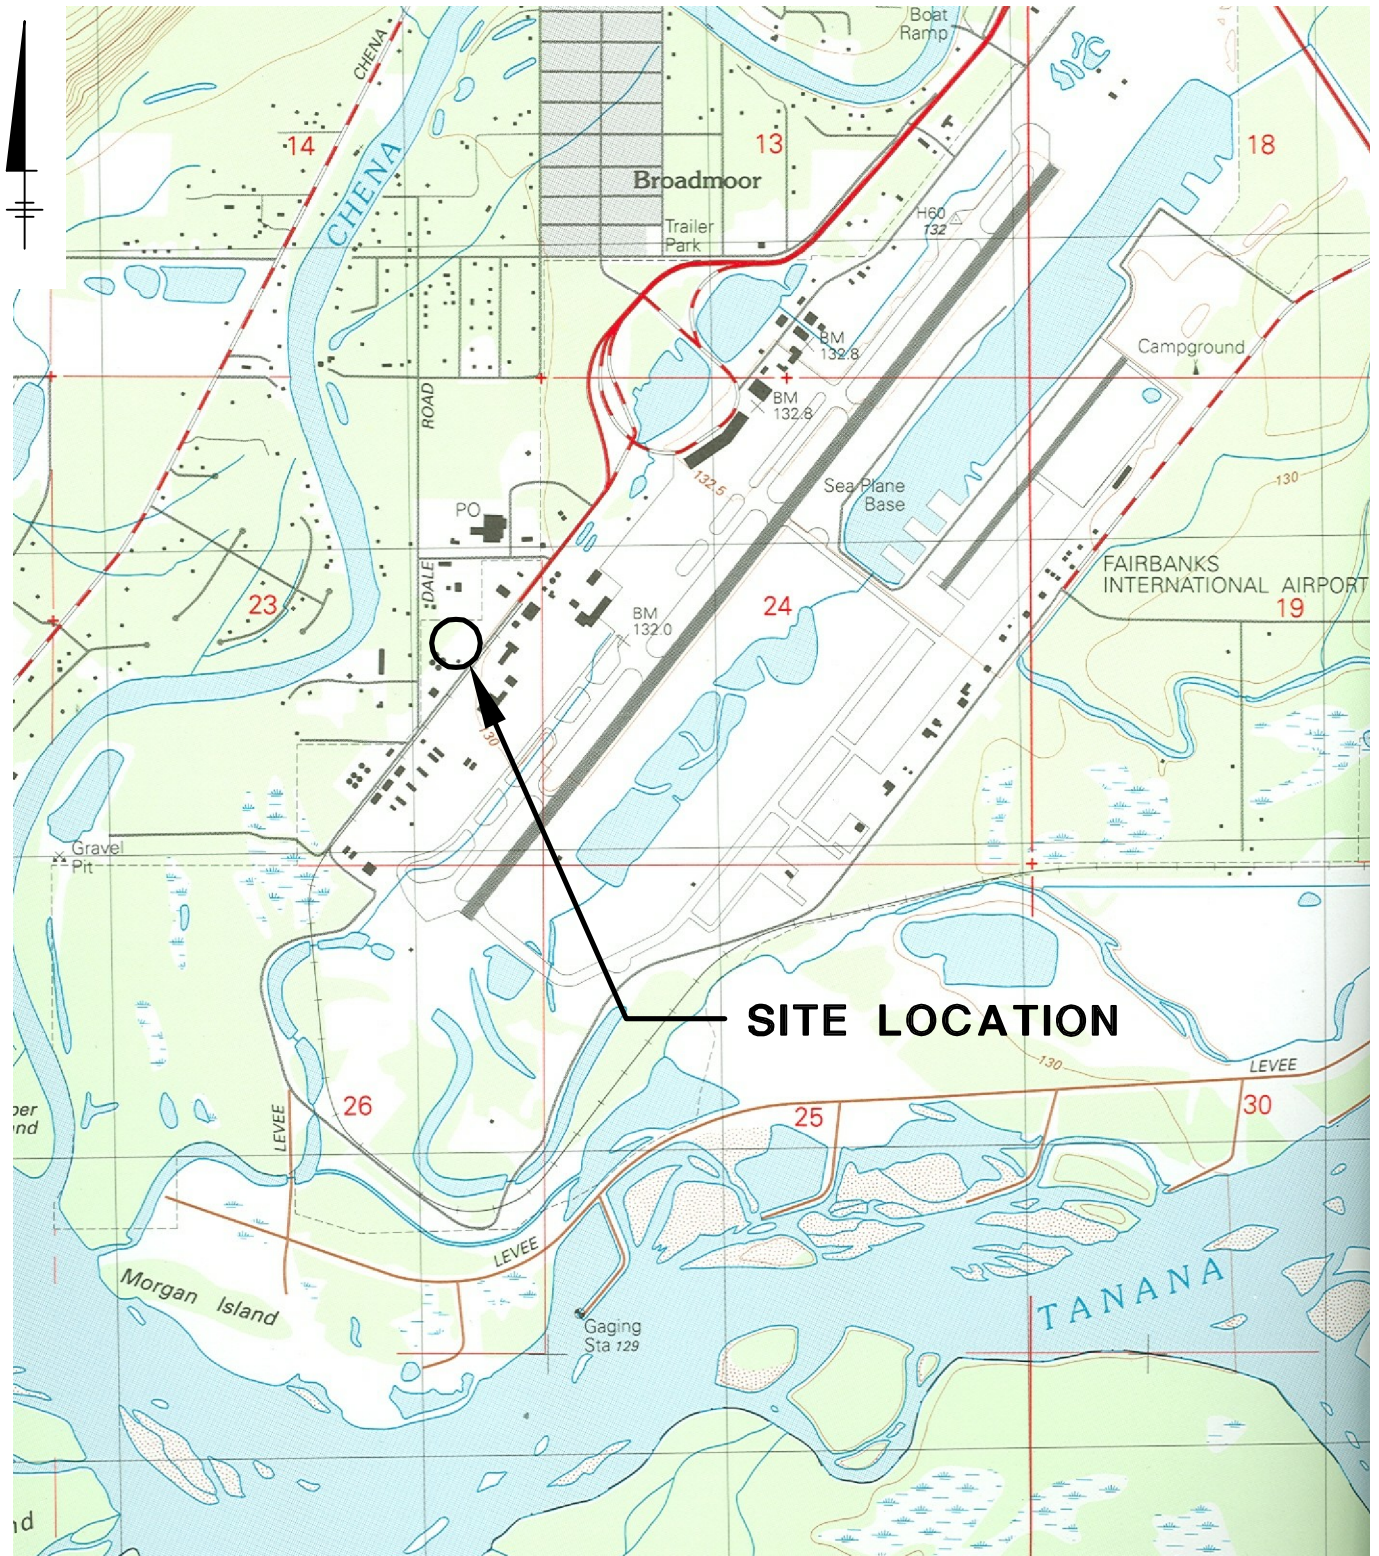 Boat
Ramp
CHENA
14
13
18
CHENA
Broadmoor
H60
132
Trailer
Park
BM
132.8
Campground
ROAD
BM
132.8
132.5
130
Sea Plane
Base
PO
FAIRBANKS
INTERNATIONAL AIRPORT
DALE
23
24
19
BM
132.0
130
Gravel
Pit
SITE LOCATION
130
LEVEE
26
25
30
LEVEE
LEVEE
Morgan Island
TANANA
Gaging
Sta 129